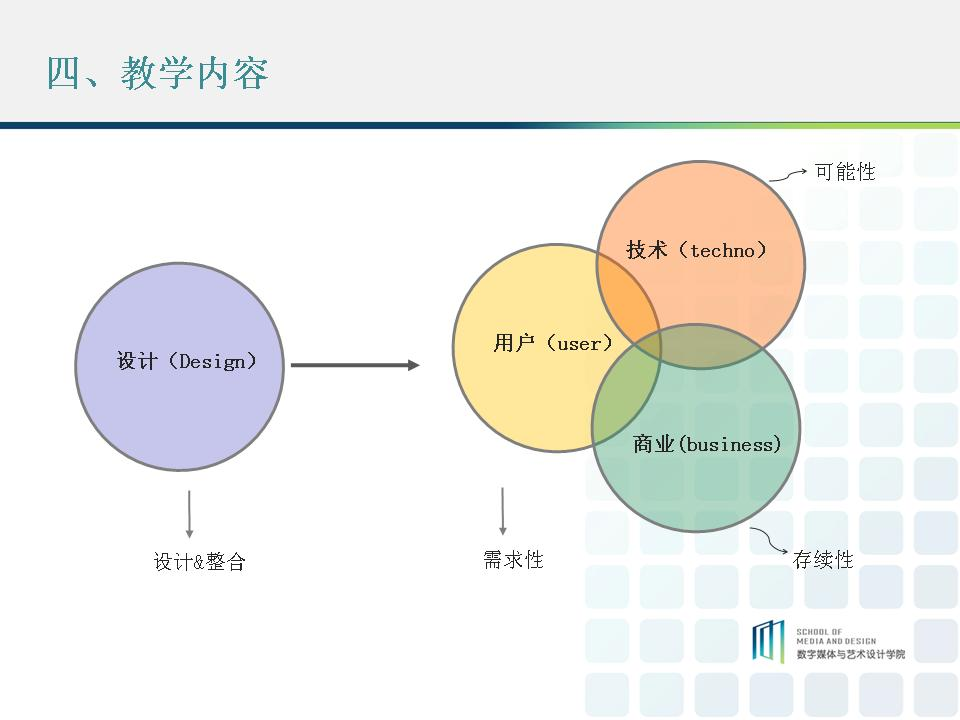 四、教学内容
可能性
技术（techno）
用户（user）
设计（Design）
商业(business)
设计&整合
需求性
存续性
SCHOOL OF
MEDIA AND DESIGN
数字媒体与艺术设计学院